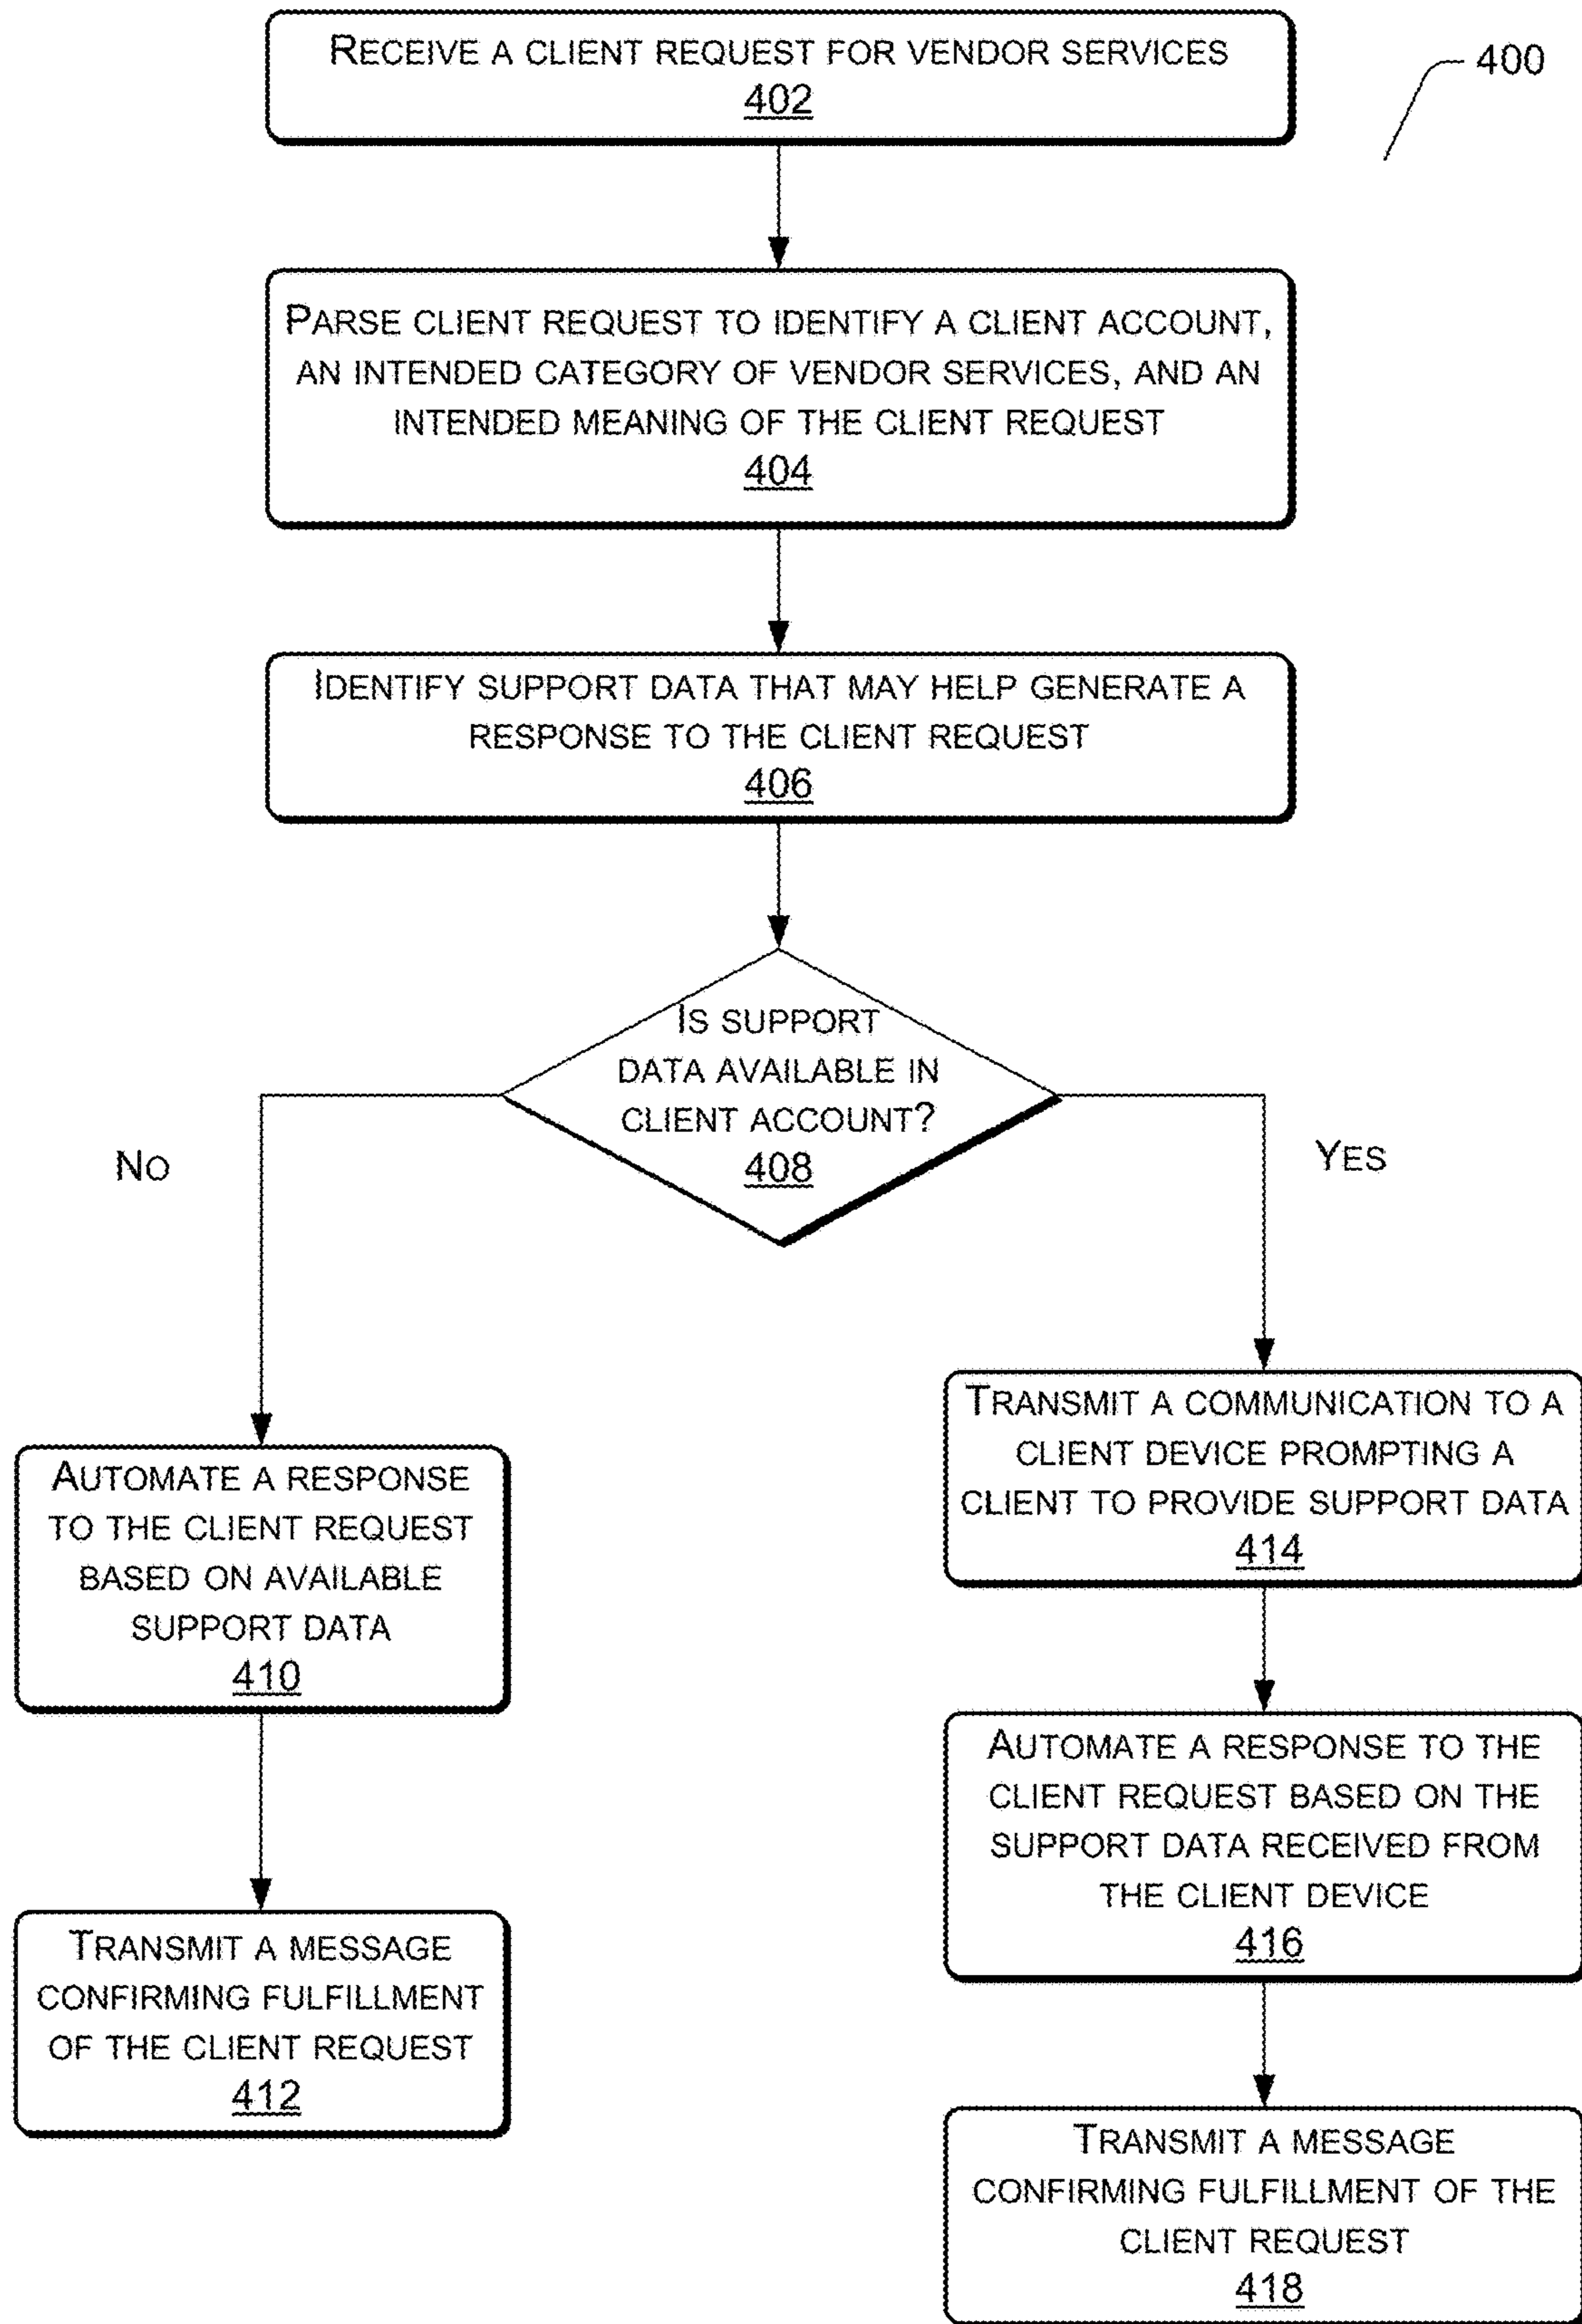 RECEIVE A CLIENT REQUEST FOR VENDOR SERVICES
402
400
PARSE CLIENT REQUEST TO IDENTIFY A CLIENT ACCOUNT,
AN INTENDED CATEGORY OF VENDOR SERVICES, AND AN
INTENDED MEANING OF THE CLIENT REQUEST
404
IDENTIFY SUPPORT DATA THAT MAY HELP GENERATE A
RESPONSE TO THE CLIENT REQUEST
406
IS SUPPORT
DATA AVAILABLE IN
CLIENT ACCOUNT?
408
NO
YES
AUTOMATE A RESPONSE
TO THE CLIENT REQUEST
BASED ON AVAILABLE
SUPPORT DATA
410
TRANSMIT A MESSAGE
CONFIRMING FULFILLMENT
OF THE CLIENT REQUEST
412
TRANSMIT A COMMUNICATION TO A
CLIENT DEVICE PROMPTING A
CLIENT TO PROVIDE SUPPORT DATA
414
AUTOMATE A RESPONSE TO THE
CLIENT REQUEST BASED ON THE
SUPPORT DATA RECEIVED FROM
THE CLIENT DEVICE
416
TRANSMIT A MESSAGE
CONFIRMING FULFILLMENT OF THE
CLIENT REQUEST
418